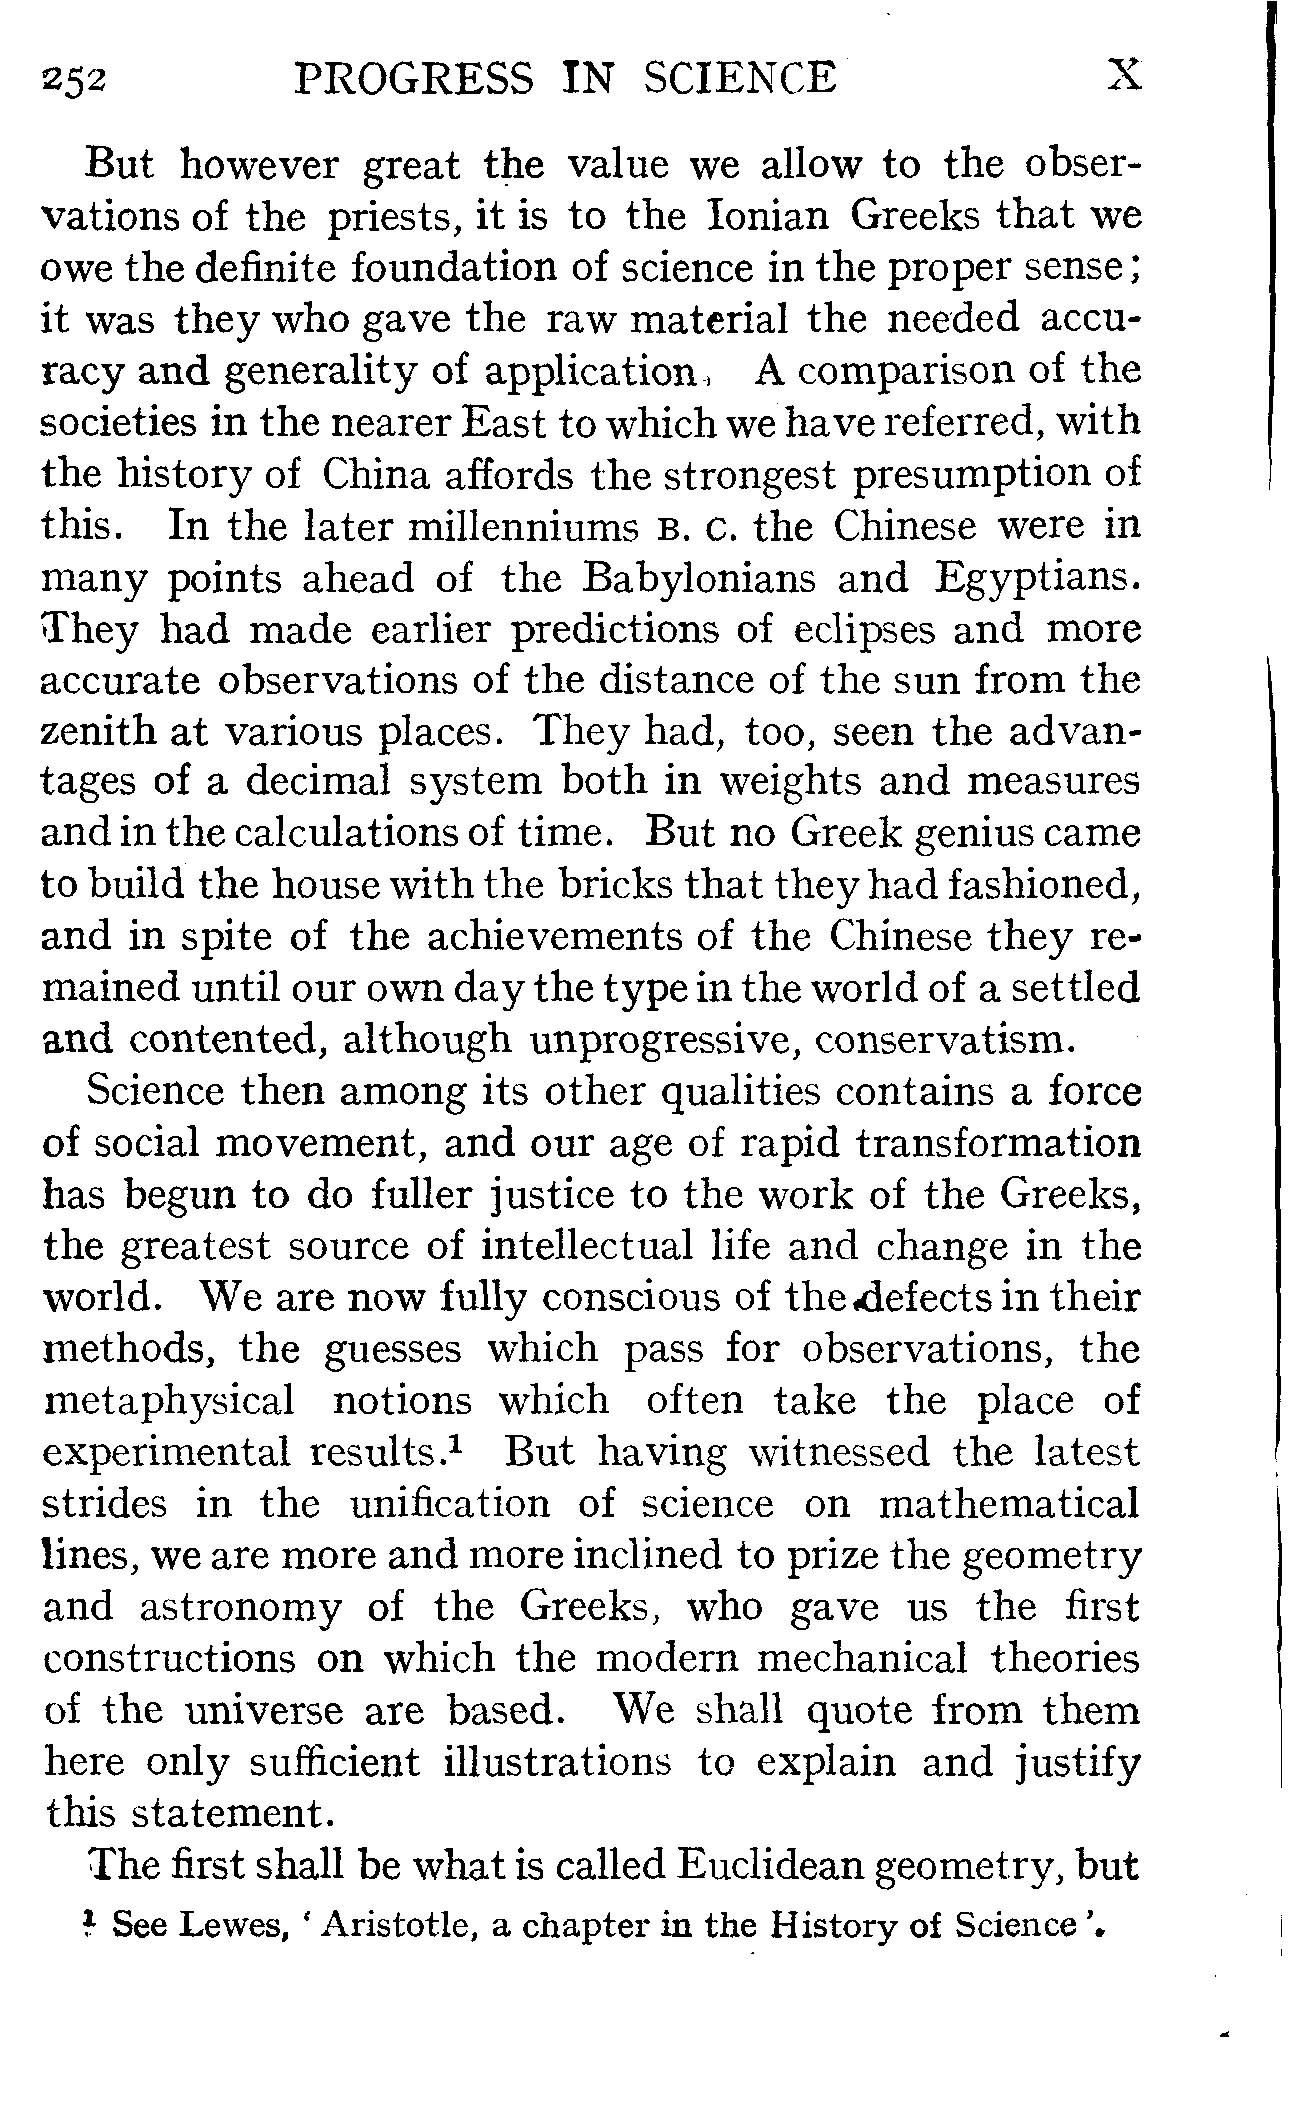 252 PROGRESS IN SCIENCE X
But however great the value we allow to the obser-
vations of the priests, it is to the Ionian Greeks that we
owe the definite foundation of science in the proper sense;
it was they who gave the raw material the needed accu-
racy and generality of application. A comparison of the
societies in the nearer East to which we have referred, with
the history of China affords the strongest presumption of
this. In the later millenniums B. C. the Chinese were in
many points ahead of the Babylonians and Egyptians.
They had made earlier predictions of eclipses and more
accurate observations of the distance of the sun from the
zenith at various places. They had, too, seen the advan-
tages of a decimal system both in weights and measures
and in the calculations of time. But no Greek genius came
to build the house with the bricks that they had fashioned,
and in spite of the achievements of the Chinese they re-
mained until our own day the type in the world of a settled
and contented, although unprogressive, conservatism.
Science then among its other qualities contains a force
of social movement, and our age of rapid transformation
has begun to do fuller justice to the work of the Greeks,
the greatest source of intellectual life and change in the
world. We are now fully conscious of the defects in their
methods, the guesses which pass for observations, the
metaphysical notions which often take the place of
experimental results.¹ But having witnessed the latest
strides in the unification of science on mathematical
lines, we are more and more inclined to prize the geometry
and astronomy of the Greeks, who gave us the first
constructions on which the modern mechanical theories
of the universe are based. We shall quote from them
here only sufficient illustrations to explain and justify
this statement.
The first shall be what is called Euclidean geometry, but
¹ See Lewes, ‘ Aristotle, a chapter in the History of Science ’.